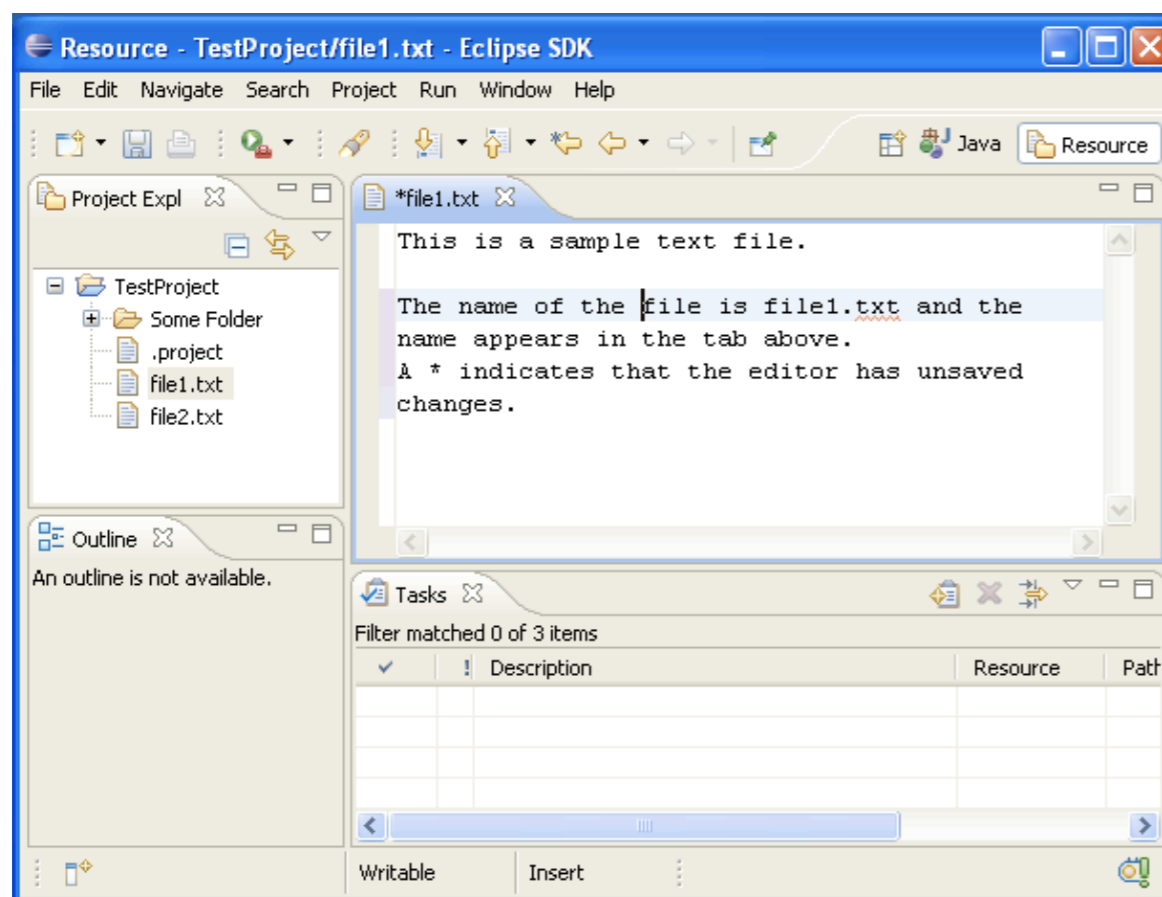 Resource - TestProject/file1.txt - Eclipse SDK
File Edit Navigate Search Project Run Window Help
Java Resource
Project Expl
TestProject
Some Folder
.project
file1.txt
file2.txt
*file1.txt
This is a sample text file.
The name of the file is file1.txt and the
name appears in the tab above.
A * indicates that the editor has unsaved
changes.
Outline
An outline is not available.
Tasks
Filter matched 0 of 3 items
! Description Resource Path
Writable Insert